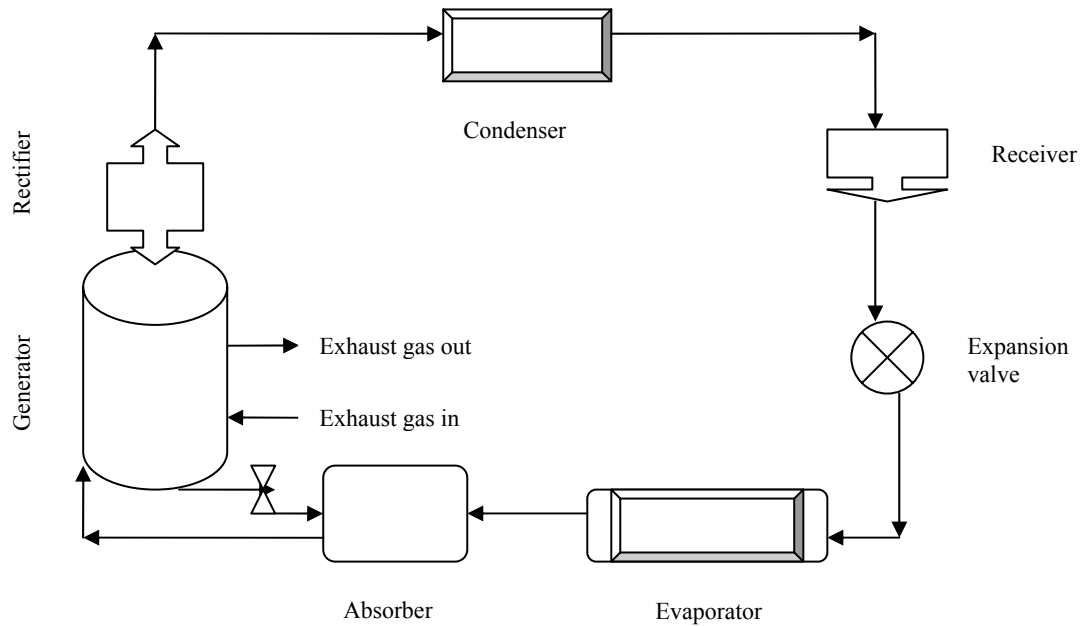 Condenser
Rectifier
Receiver
Generator
Exhaust gas out
Expansion
valve
Exhaust gas in
Absorber
Evaporator